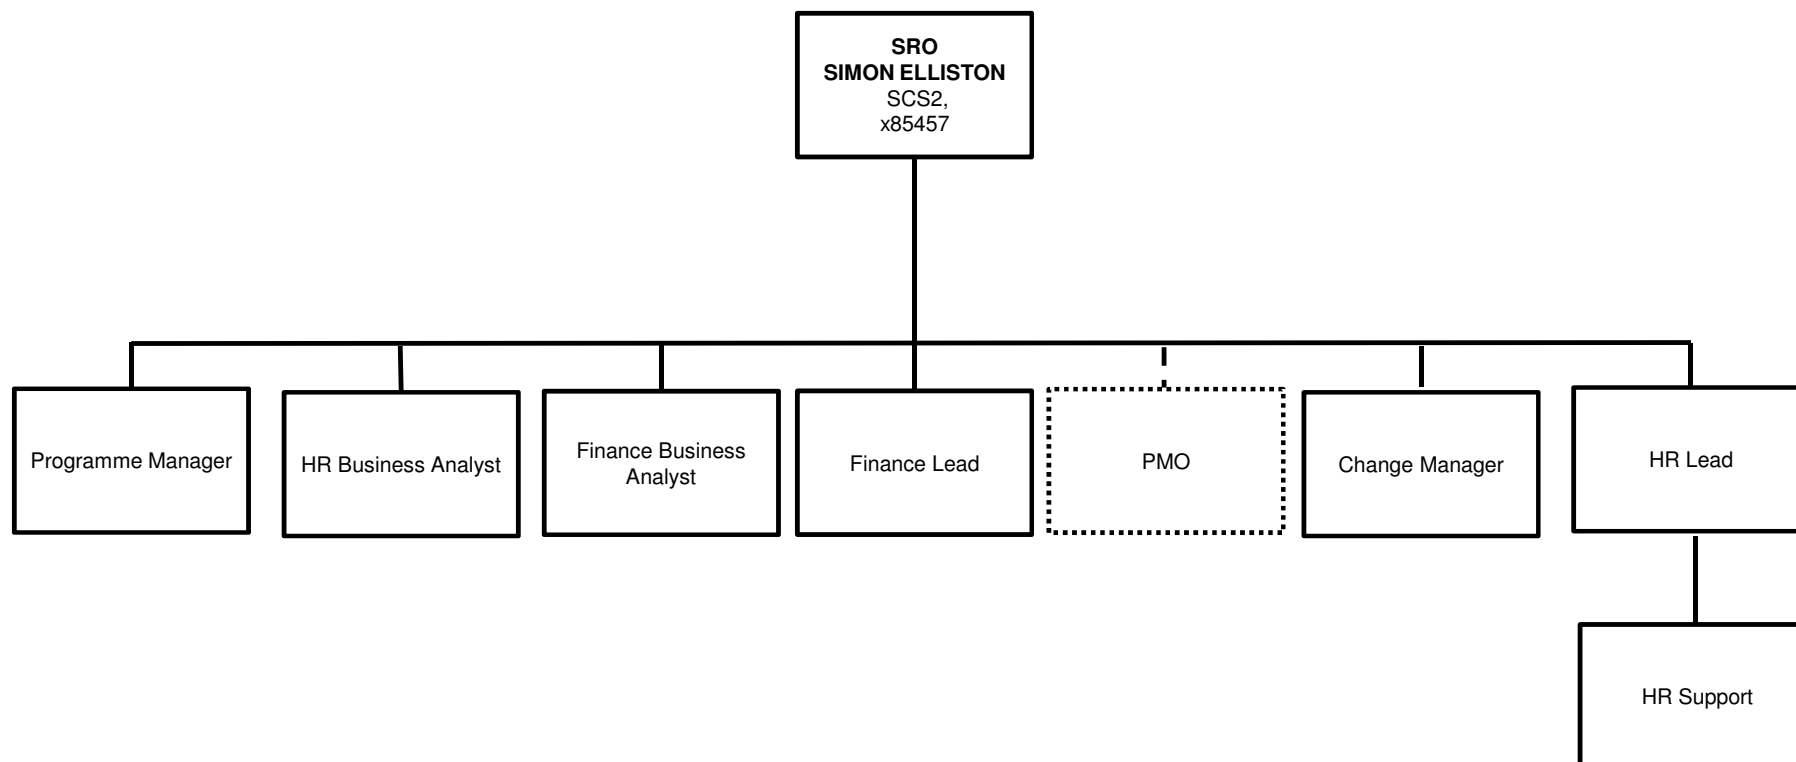 SRO
SIMON ELLISTON
SCS2,
x85457
Programme Manager
HR Business Analyst
Finance Business
Analyst
Finance Lead
PMO
Change Manager
HR Lead
HR Support